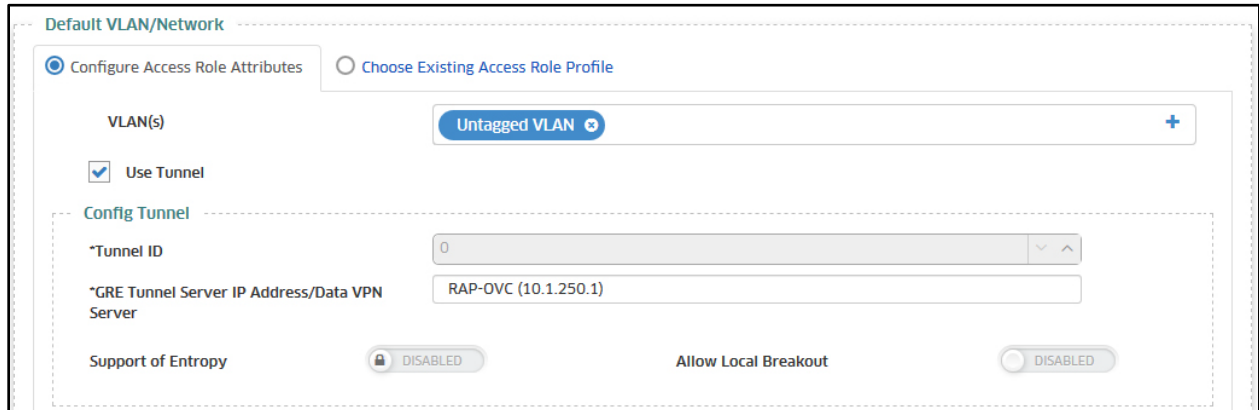 Default VLAN/Network
Configure Access Role Attributes
Choose Existing Access Role Profile
VLAN(s)
Untagged VLAN
Use Tunnel
Config Tunnel
*Tunnel ID
0
*GRE Tunnel Server IP Address/Data VPN
Server
RAP-OVC (10.1.250.1)
Support of Entropy
DISABLED
Allow Local Breakout
DISABLED